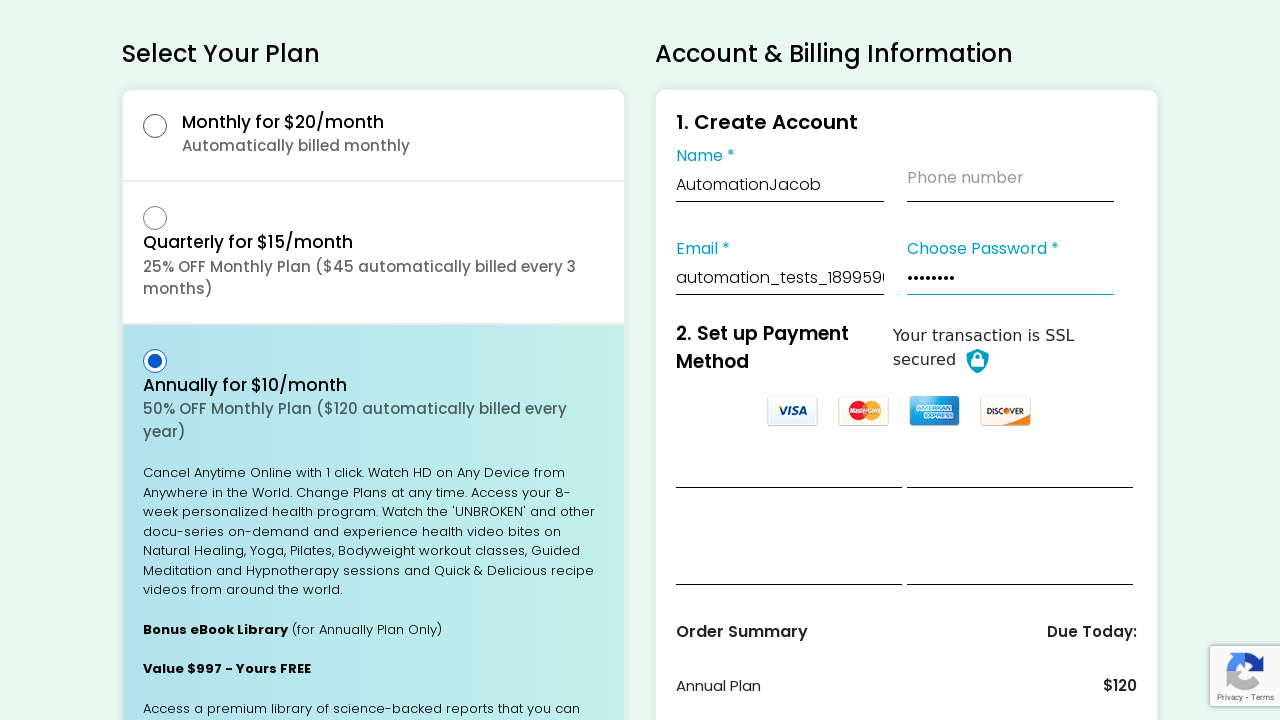 Select Your Plan
Monthly for $20/month
Automatically billed monthly
Quarterly for $15/month
25% OFF Monthly Plan ($45 automatically billed every 3
months)
Annually for $10/month
50% OFF Monthly Plan ($120 automatically billed every
year)
Cancel Anytime Online with 1 click. Watch HD on Any Device from
Anywhere in the World. Change Plans at any time. Access your 8-
week personalized health program. Watch the 'UNBROKEN' and other
docu-series on-demand and experience health video bites on
Natural Healing, Yoga, Pilates, Bodyweight workout classes, Guided
Meditation and Hypnotherapy sessions and Quick & Delicious recipe
videos from around the world.
Bonus eBook Library (for Annually Plan Only)
Value $997 - Yours FREE
Access a premium library of science-backed reports that you can
Account & Billing Information
1. Create Account
Name *
AutomationJacob
Phone number
Email *
automation_tests_1899590
Choose Password *
••••••••
2. Set up Payment
Method
Your transaction is SSL
secured
VISA
MasterCard
AMERICAN
EXPRESS
DISCOVER
Order Summary
Due Today:
Annual Plan
$120
Privacy - Terms